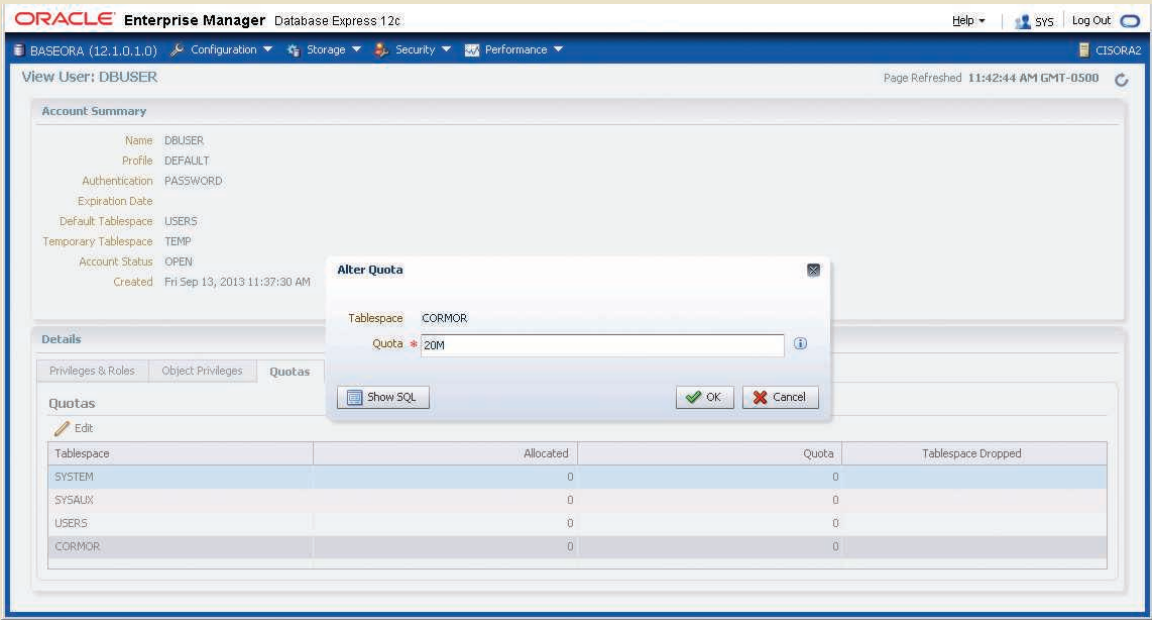 ORACLE Enterprise Manager Database Express 12c Help SYS Log Out
BASEORA (12.1.0.1.0) Configuration Storage Security Performance CISORA2
View User: DBUSER Page Refreshed 11:42:44 AM GMT-0500
Account Summary
Name DBUSER
Profile DEFAULT
Authentication PASSWORD
Expiration Date
Default Tablespace USERS
Temporary Tablespace TEMP
Account Status OPEN
Created Fri Sep 13, 2013 11:37:30 AM
Alter Quota
Tablespace CORMOR
Quota * 20M
Show SQL OK Cancel
Details
Privileges & Roles Object Privileges Quotas
Quotas
Edit
Tablespace Allocated Quota Tablespace Dropped
SYSTEM 0 0
SYSAUX 0 0
USERS 0 0
CORMOR 0 0